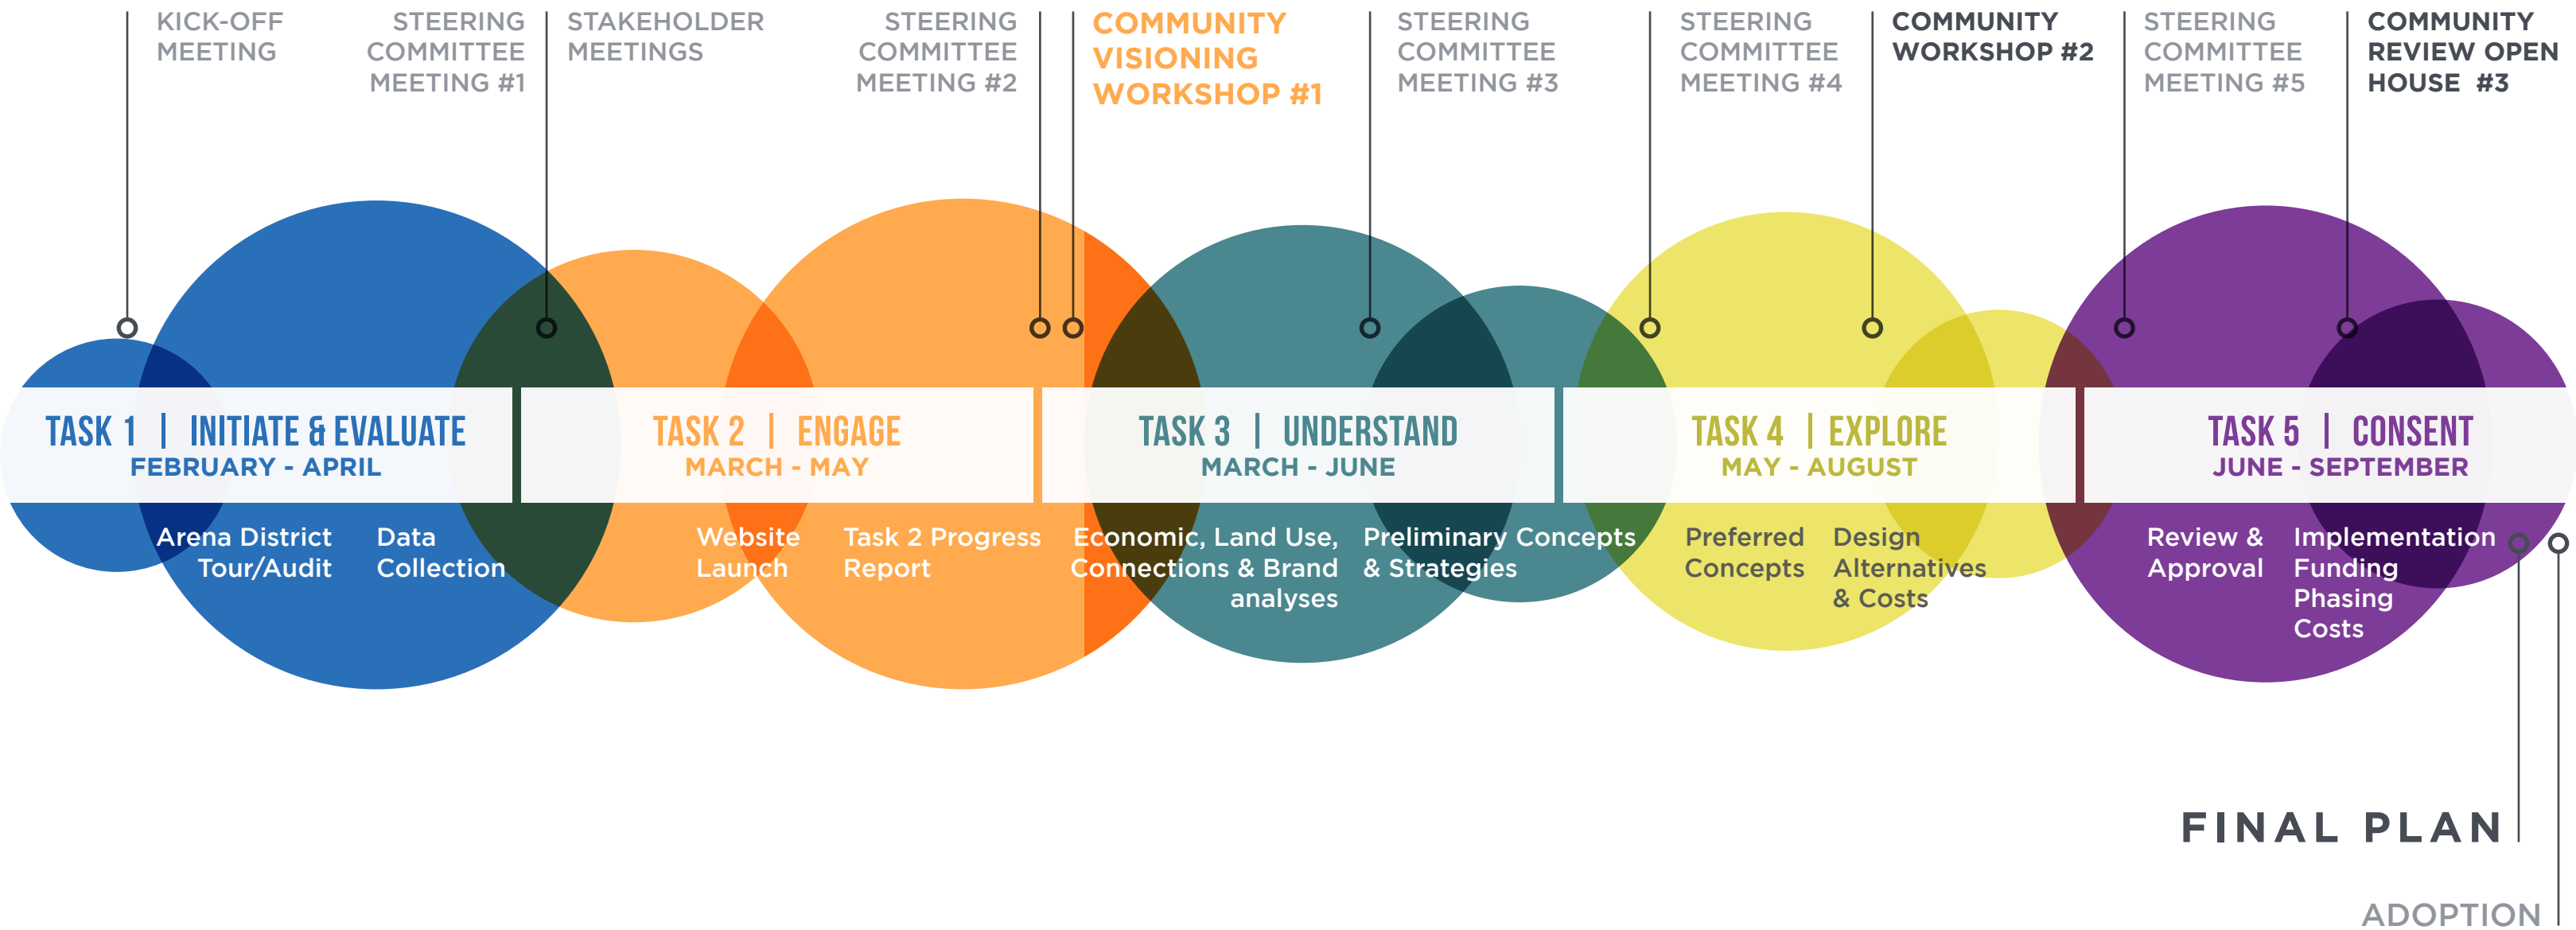 KICK-OFF
MEETING
STEERING
COMMITTEE
MEETING #1
STAKEHOLDER
MEETINGS
STEERING
COMMITTEE
MEETING #2
COMMUNITY
VISIONING
WORKSHOP #1
STEERING
COMMITTEE
MEETING #3
STEERING
COMMITTEE
MEETING #4
COMMUNITY
WORKSHOP #2
STEERING
COMMITTEE
MEETING #5
COMMUNITY
REVIEW OPEN
HOUSE #3
TASK 1 | INITIATE & EVALUATE
FEBRUARY - APRIL
TASK 2 | ENGAGE
MARCH - MAY
TASK 3 | UNDERSTAND
MARCH - JUNE
TASK 4 | EXPLORE
MAY - AUGUST
TASK 5 | CONSENT
JUNE - SEPTEMBER
Arena District
Tour/Audit
Data
Collection
Website
Launch
Task 2 Progress
Report
Economic, Land Use,
Connections & Brand
analyses
Preliminary Concepts
& Strategies
Preferred
Concepts
Design
Alternatives
& Costs
Review &
Approval
Implementation
Funding
Phasing
Costs
FINAL PLAN
ADOPTION